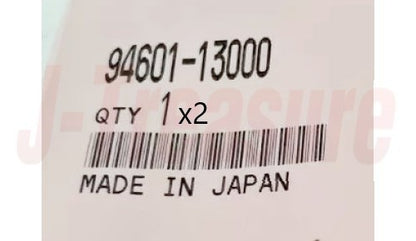 94601-13000
QTY 1 x2
MADE IN JAPAN
J-Treasure